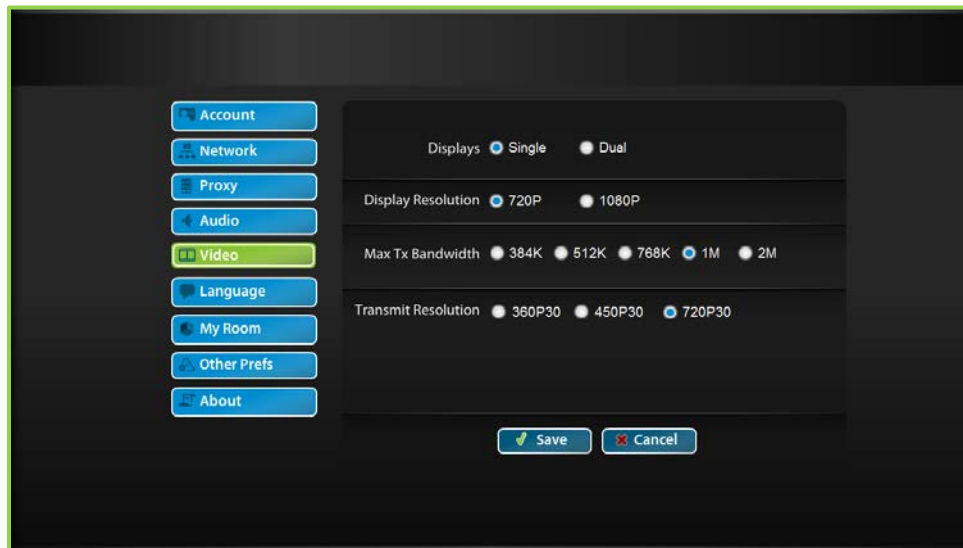 Account
Network
Proxy
Audio
Video
Language
My Room
Other Prefs
About
Displays Single Dual
Display Resolution 720P 1080P
Max Tx Bandwidth 384K 512K 768K 1M 2M
Transmit Resolution 360P30 450P30 720P30
Save Cancel